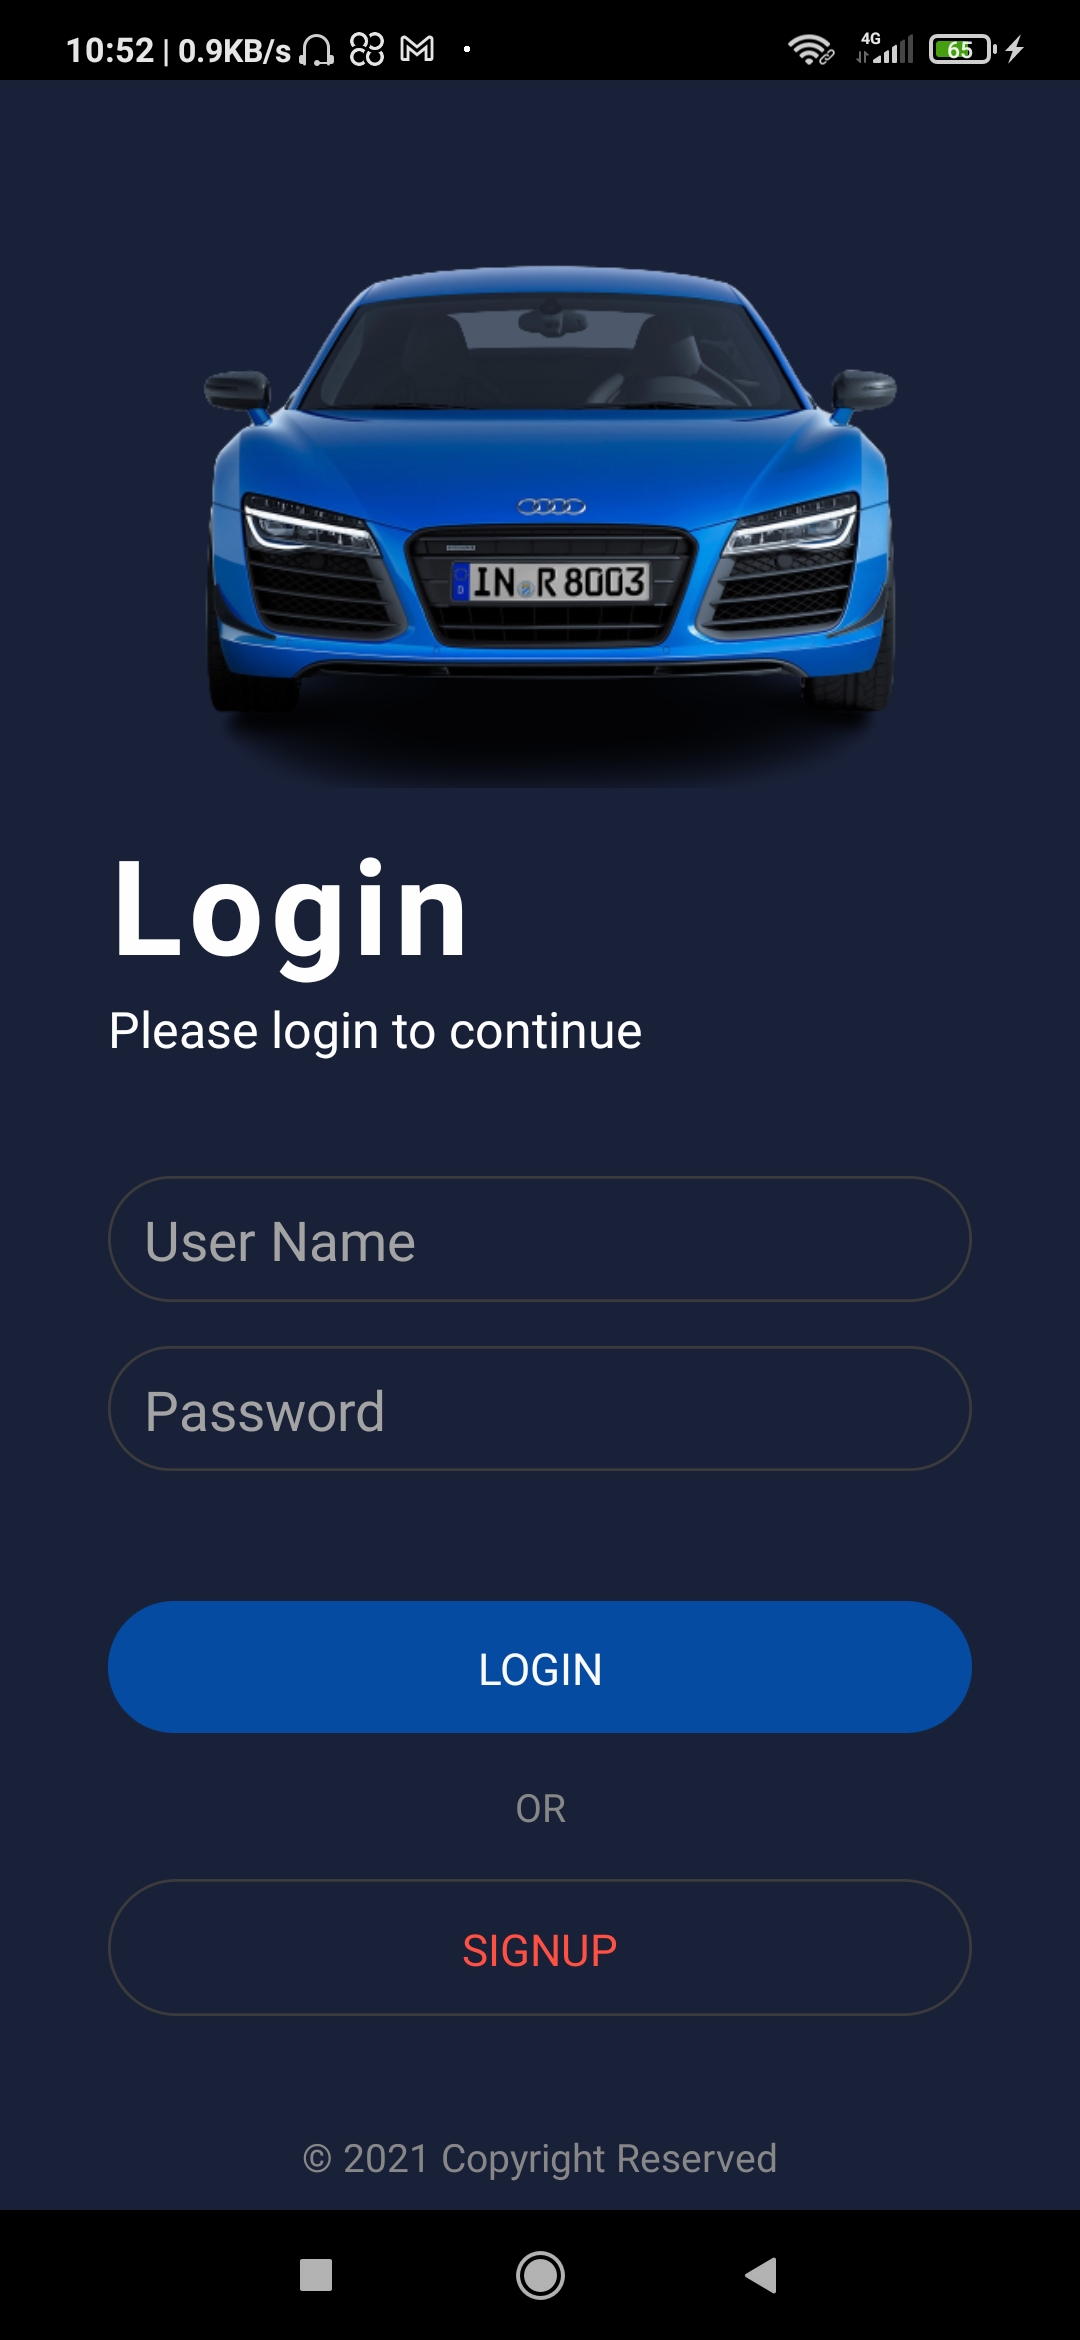 10:52 | 0.9KB/s
4G
65
IN R 8003
D
Login
Please login to continue
User Name
Password
LOGIN
OR
SIGNUP
© 2021 Copyright Reserved